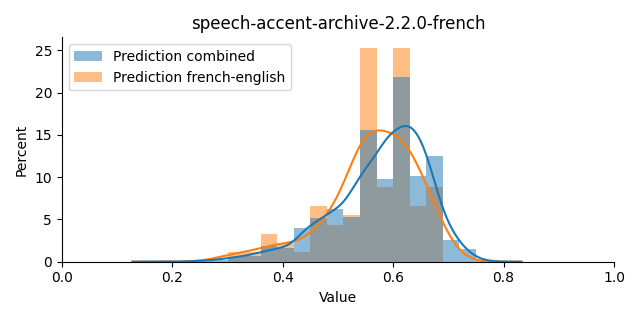 speech-accent-archive-2.2.0-french
Prediction combined
Prediction french-english
Percent
25
20
15
10
5
0
0.0 0.2 0.4 0.6 0.8 1.0
Value